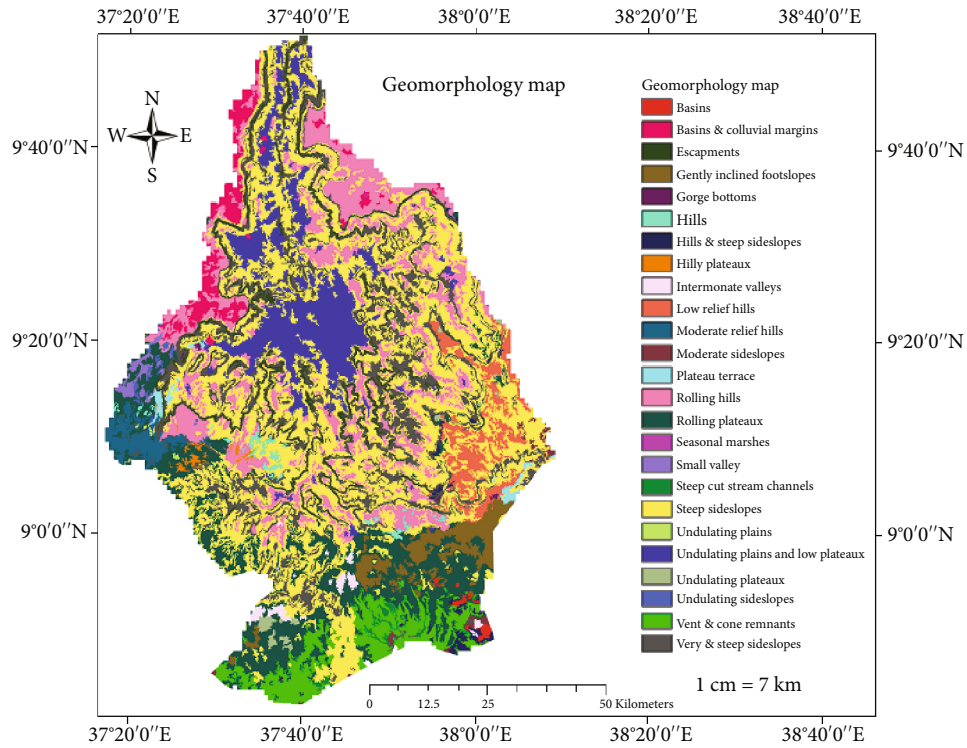 37°20'0''E 37°40'0''E 38°0'0''E 38°20'0''E 38°40'0''E
Geomorphology map
N
W E
S
9°40'0''N 9°40'0''N
9°20'0''N 9°20'0''N
9°0'0''N 9°0'0''N
Geomorphology map
Basins
Basins & colluvial margins
Escapments
Gently inclined footslopes
Gorge bottoms
Hills
Hills & steep sideslopes
Hilly plateaux
Intermonate valleys
Low relief hills
Moderate relief hills
Moderate sideslopes
Plateau terrace
Rolling hills
Rolling plateaux
Seasonal marshes
Small valley
Steep cut stream channels
Steep sideslopes
Undulating plains
Undulating plains and low plateaux
Undulating plateaux
Undulating sideslopes
Vent & cone remnants
Very & steep sideslopes
1 cm = 7 km
0 12.5 25 50 Kilometers
37°20'0''E 37°40'0''E 38°0'0''E 38°20'0''E 38°40'0''E